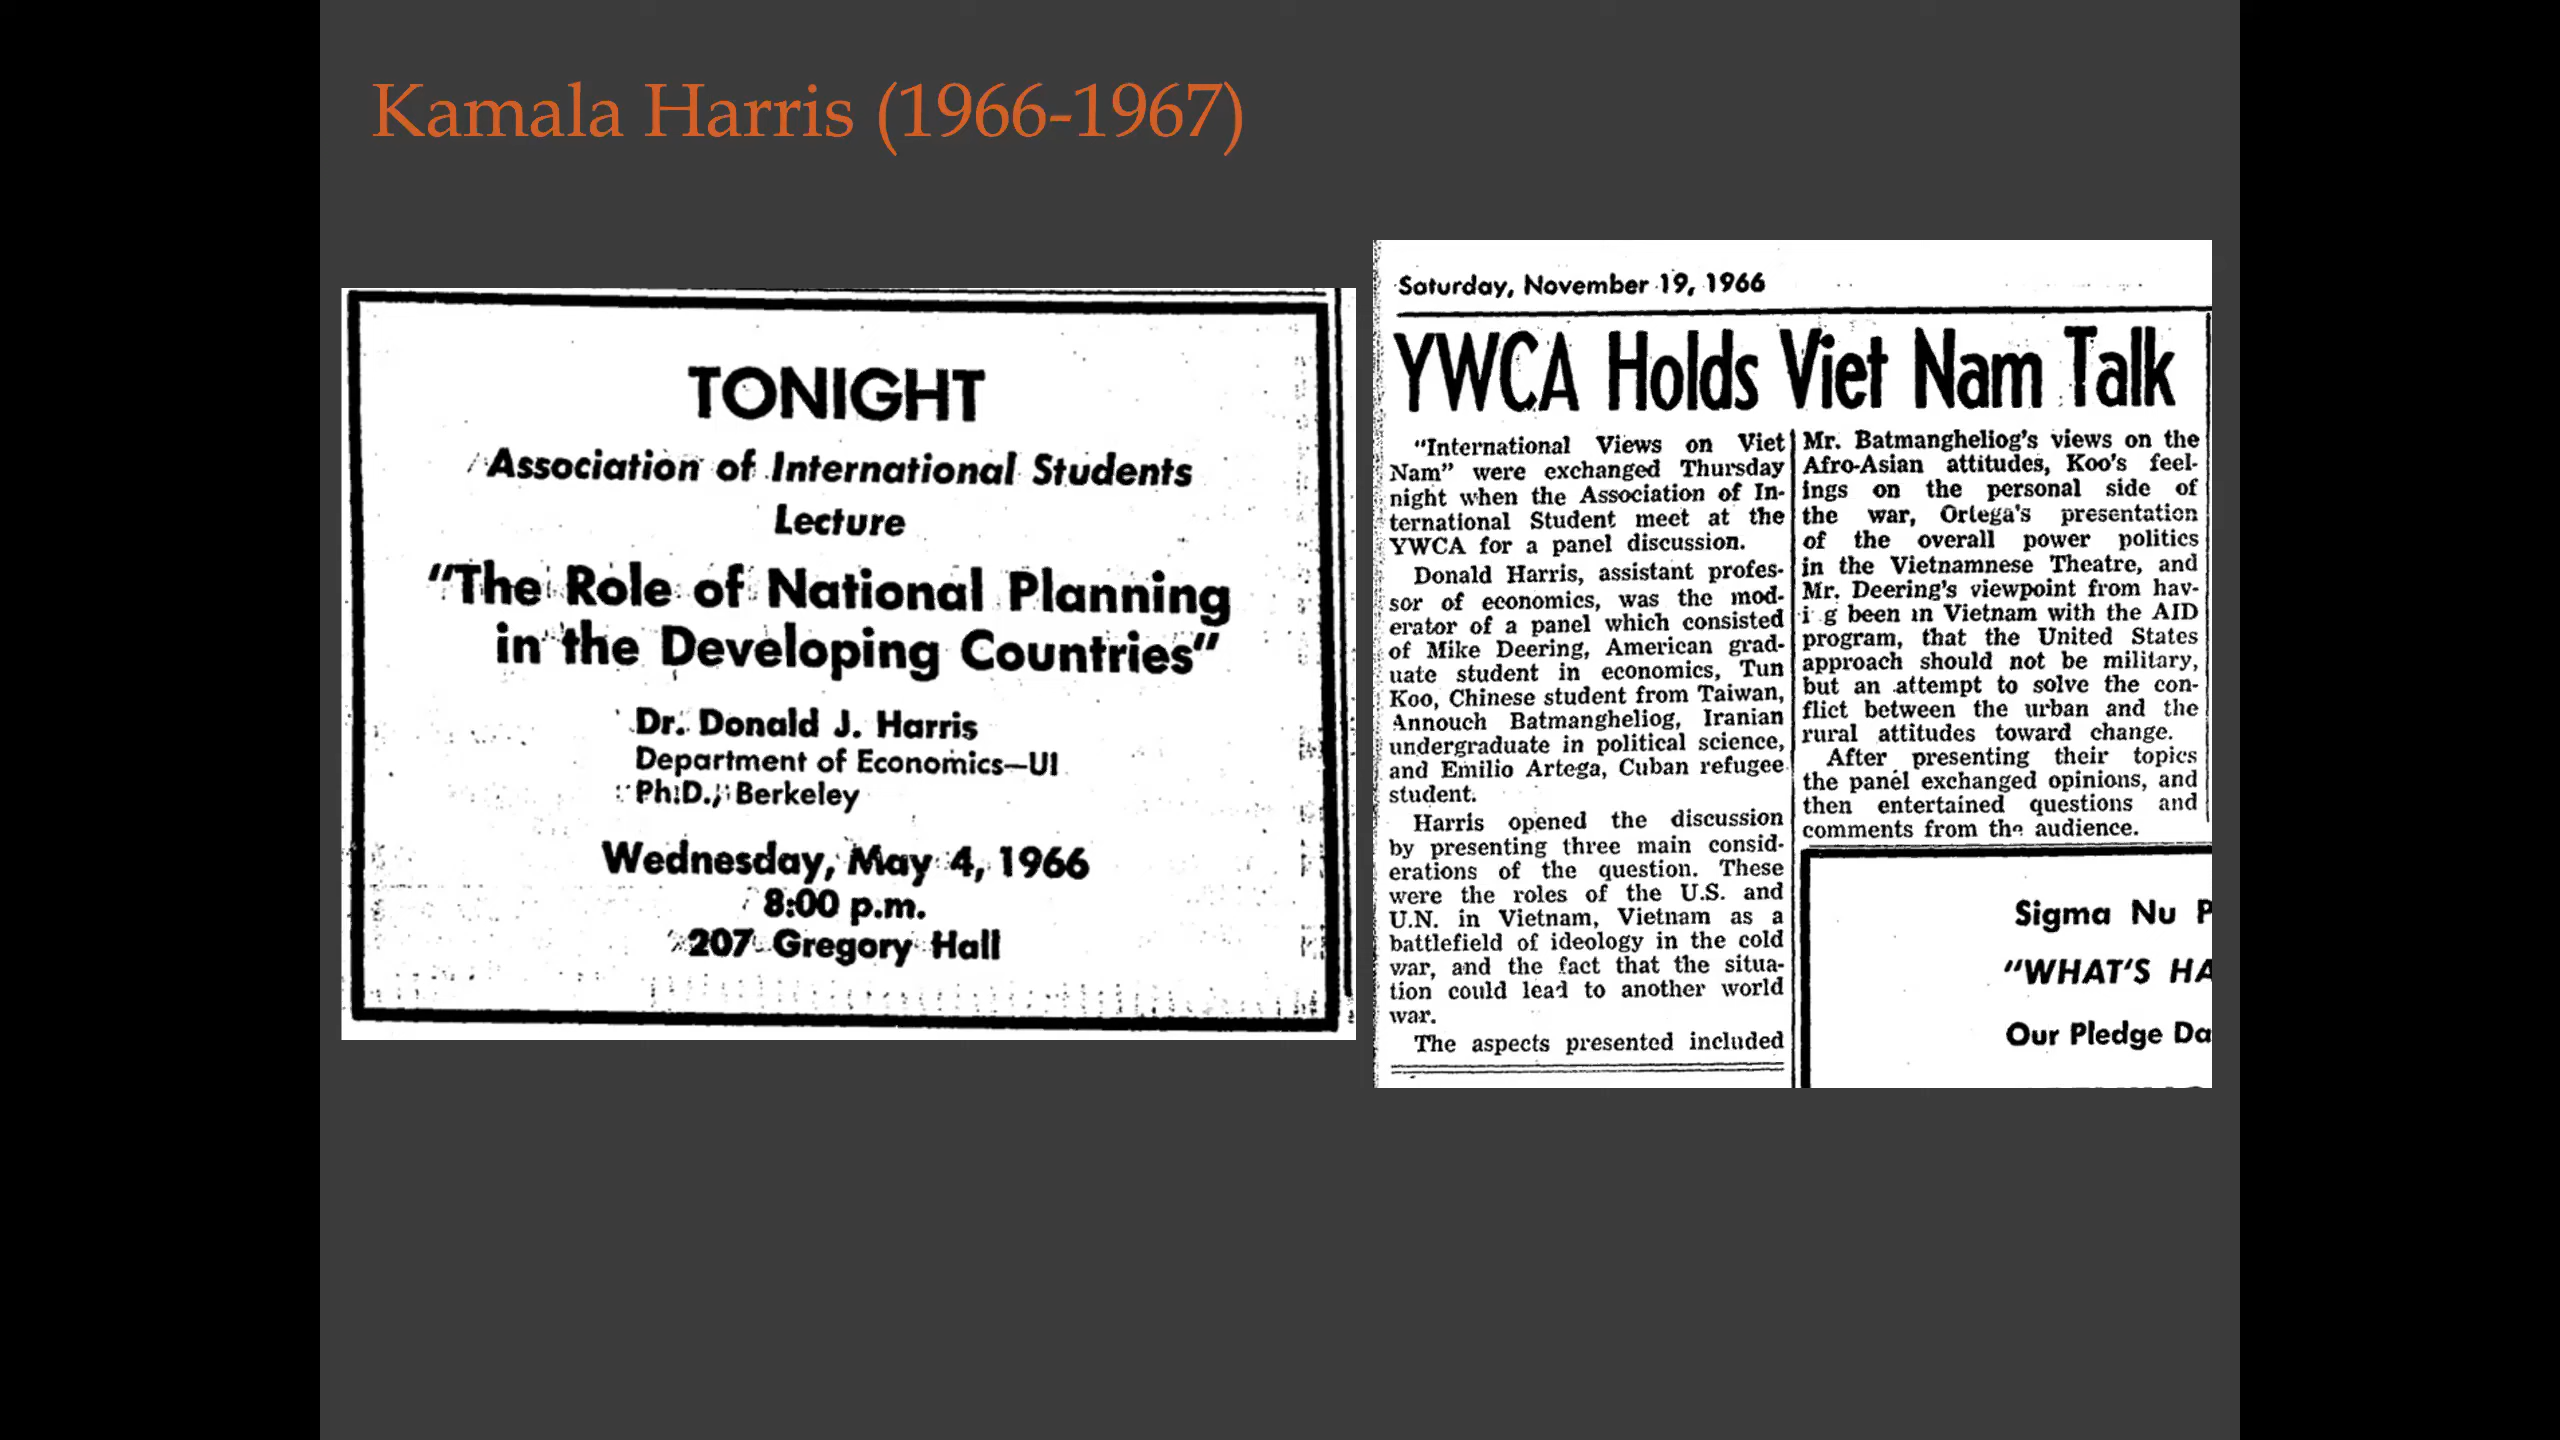 Kamala Harris (1966-1967)
TONIGHT
Association of International Students
Lecture
"The Role of National Planning
in the Developing Countries"
Dr. Donald J. Harris
Department of Economics—UI
Ph.D., Berkeley
Wednesday, May 4, 1966
8:00 p.m.
207 Gregory Hall
Saturday, November 19, 1966
YWCA Holds Viet Nam Talk
"International Views on Viet
Nam" were exchanged Thursday
night when the Association of In-
ternational Student meet at the
YWCA for a panel discussion.
Donald Harris, assistant profes-
sor of economics, was the mod-
erator of a panel which consisted
of Mike Deering, American grad-
uate student in economics, Tun
Koo, Chinese student from Taiwan,
Annouch Batmangheliog, Iranian
undergraduate in political science,
and Emilio Artega, Cuban refugee
student.
Harris opened the discussion
by presenting three main consid-
erations of the question. These
were the roles of the U.S. and
U.N. in Vietnam, Vietnam as a
battlefield of ideology in the cold
war, and the fact that the situa-
tion could lead to another world
war.
The aspects presented included
Mr. Batmangheliog's views on the
Afro-Asian attitudes, Koo's feel-
ings on the personal side of
the war, Ortega's presentation
of the overall power politics
in the Vietnamnese Theatre, and
Mr. Deering's viewpoint from hav-
i g been in Vietnam with the AID
program, that the United States
approach should not be military,
but an attempt to solve the con-
flict between the urban and the
rural attitudes toward change.
After presenting their topics
the panel exchanged opinions, and
then entertained questions and
comments from the audience.
Sigma Nu P
"WHAT'S HA
Our Pledge Da